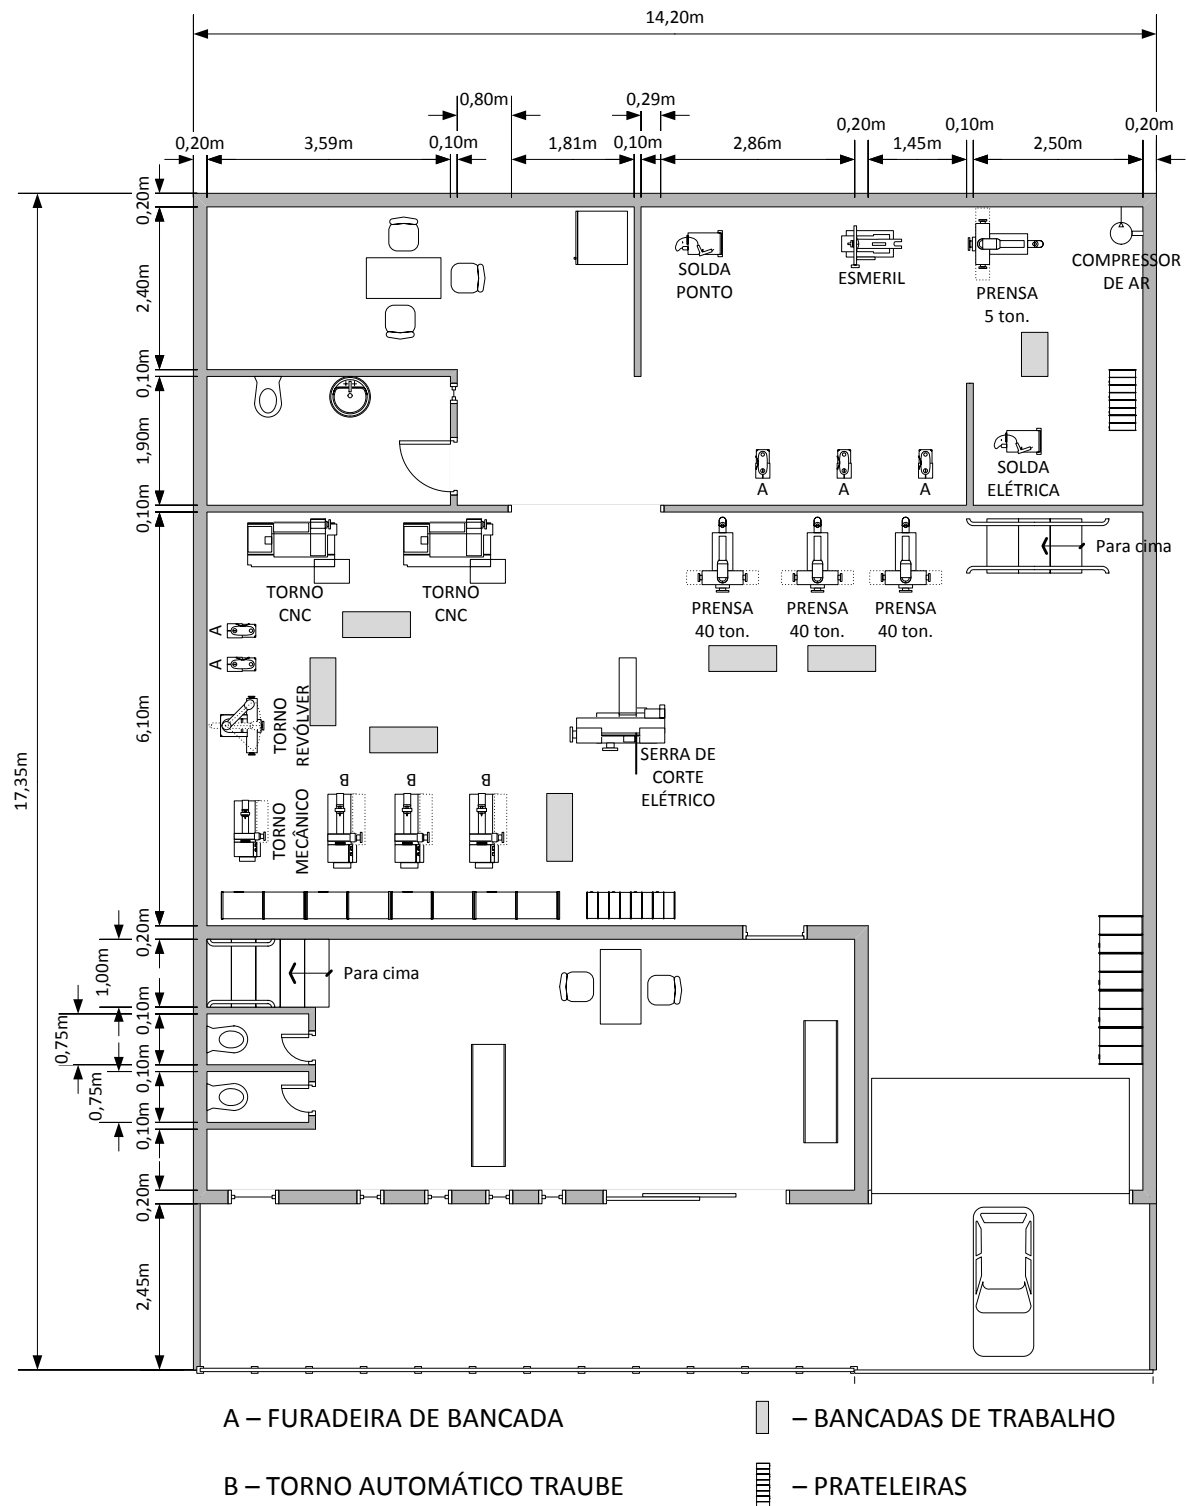 14,20m
0,80m
0,29m
0,20m
0,10m
0,20m
0,20m
3,59m
0,10m
1,81m
0,10m
2,86m
1,45m
2,50m
0,20m
2,40m
0,10m
1,90m
0,10m
6,10m
17,35m
0,20m
1,00m
0,10m
0,75m
0,10m
0,75m
0,10m
0,20m
2,45m
SOLDA
PONTO
ESMERIL
PRENSA
5 ton.
COMPRESSOR
DE AR
SOLDA
ELÉTRICA
A
A
A
TORNO
CNC
TORNO
CNC
PRENSA
40 ton.
PRENSA
40 ton.
PRENSA
40 ton.
Para cima
A
A
TORNO
REVÓLVER
SERRA DE
CORTE
ELÉTRICO
B
B
B
TORNO
MECÂNICO
Para cima
A – FURADEIRA DE BANCADA
– BANCADAS DE TRABALHO
B – TORNO AUTOMÁTICO TRAUBE
– PRATELEIRAS